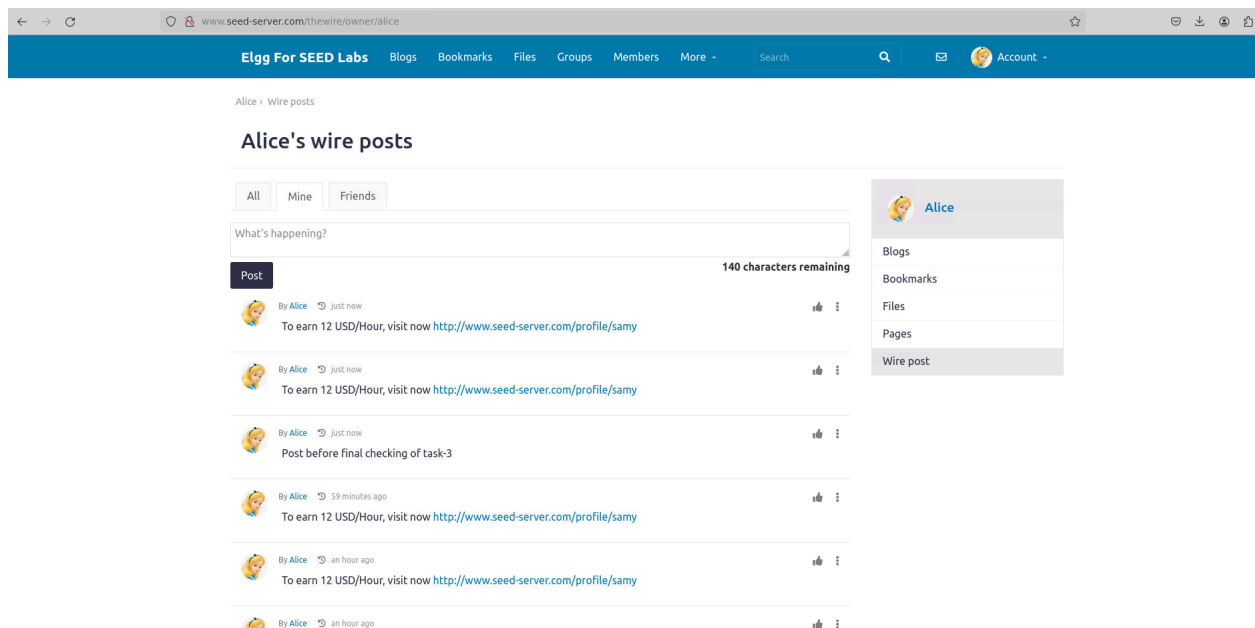 www.seed-server.com/thewire/owner/alice
Elgg For SEED Labs Blogs Bookmarks Files Groups Members More Search Account
Alice › Wire posts
Alice's wire posts
All Mine Friends
What's happening?
140 characters remaining
Post
By Alice just now
To earn 12 USD/Hour, visit now http://www.seed-server.com/profile/samy
By Alice just now
To earn 12 USD/Hour, visit now http://www.seed-server.com/profile/samy
By Alice just now
Post before final checking of task-3
By Alice 59 minutes ago
To earn 12 USD/Hour, visit now http://www.seed-server.com/profile/samy
By Alice an hour ago
To earn 12 USD/Hour, visit now http://www.seed-server.com/profile/samy
By Alice an hour ago
Alice
Blogs
Bookmarks
Files
Pages
Wire post